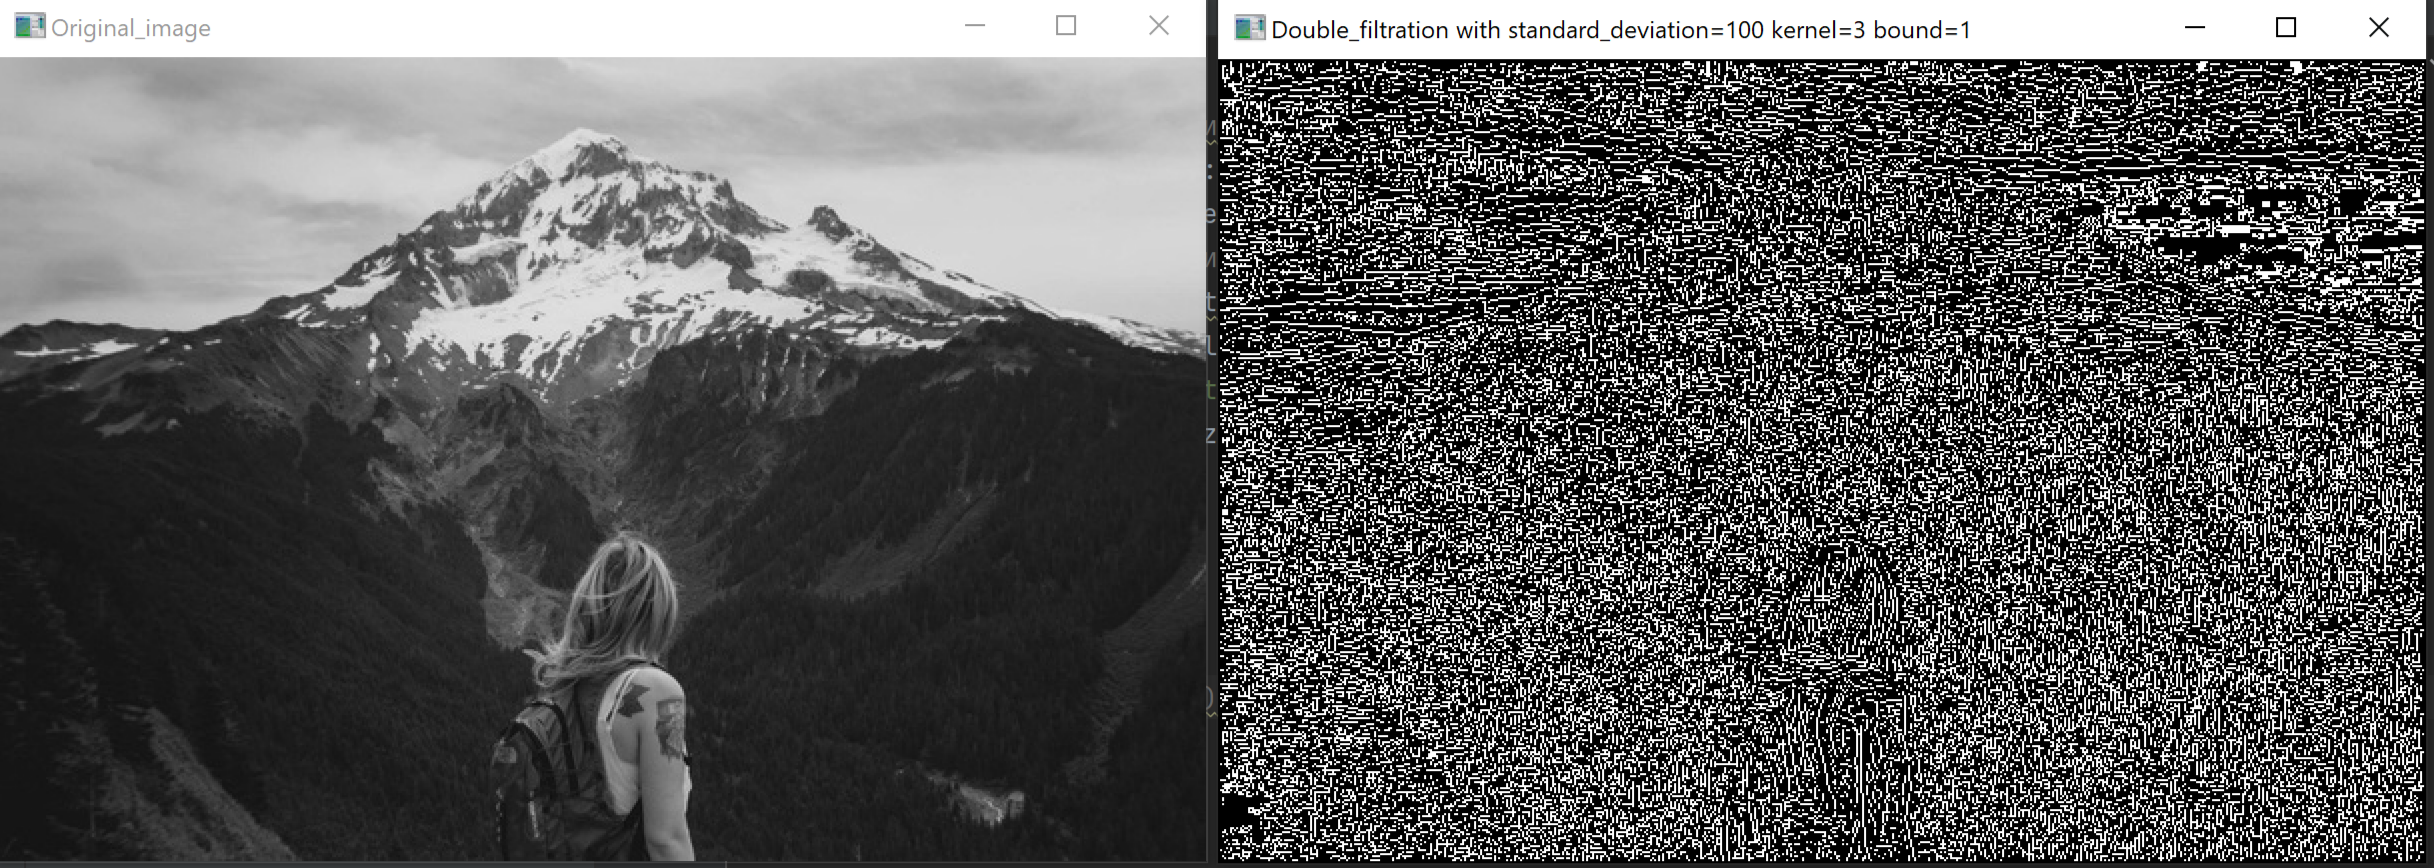 Original_image
Double_filtration with standard_deviation=100 kernel=3 bound=1